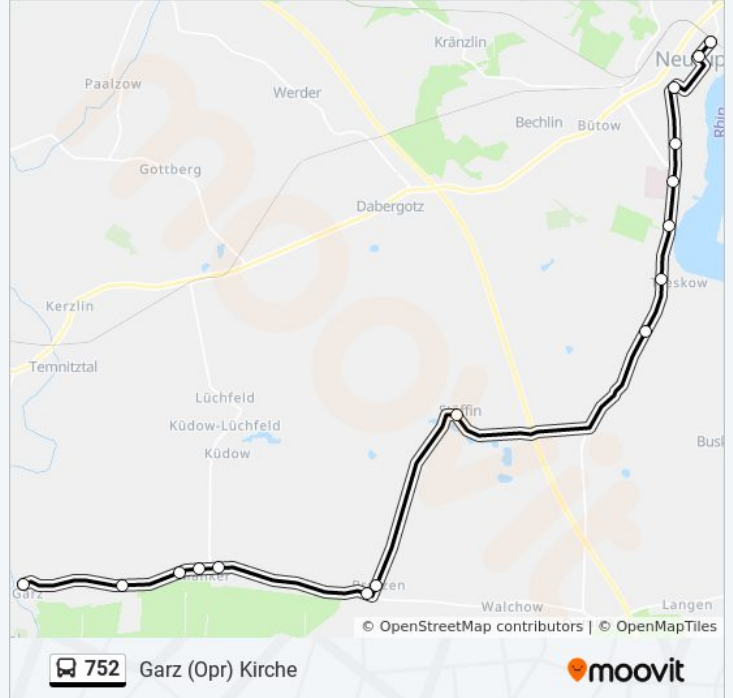 Kränzlin
Paalzow
Werder
Bechlin
Bütow
Rhin
Gottberg
Dabergotz
Kerzlin
Temnitztal
Lüchfeld
Küdow-Lüchfeld
Küdow
Garz
Walchow
Langen
© OpenStreetMap contributors | © OpenMapTiles
752 Garz (Opr) Kirche
moovit